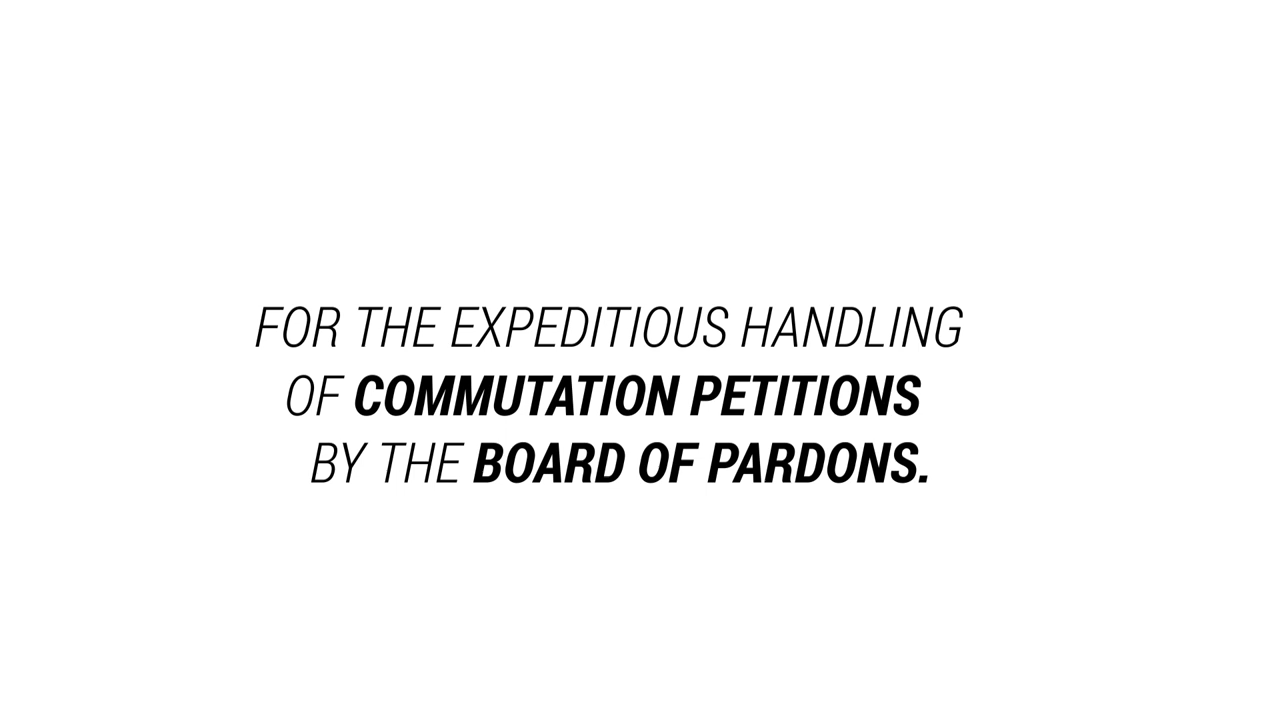 FOR THE EXPEDITIOUS HANDLING
OF COMMUTATION PETITIONS
BY THE BOARD OF PARDONS.